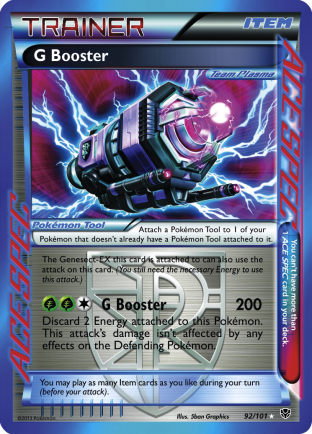 TRAINER
ITEM
G Booster
Team Plasma
ACE SPEC
ACE SPEC
Pokémon Tool
Attach a Pokémon Tool to 1 of your
Pokémon that doesn't already have a Pokémon Tool attached to it.
You can't have more than
1 ACE SPEC card in your deck.
The Genesect-EX this card is attached to can also use the
attack on this card. (You still need the necessary Energy to use
this attack.)
G Booster 200
Discard 2 Energy attached to this Pokémon.
This attack's damage isn't affected by any
effects on the Defending Pokémon.
You may play as many Item cards as you like during your turn
(before your attack).
©2013 Pokémon
Illus. 5ban Graphics
92/101